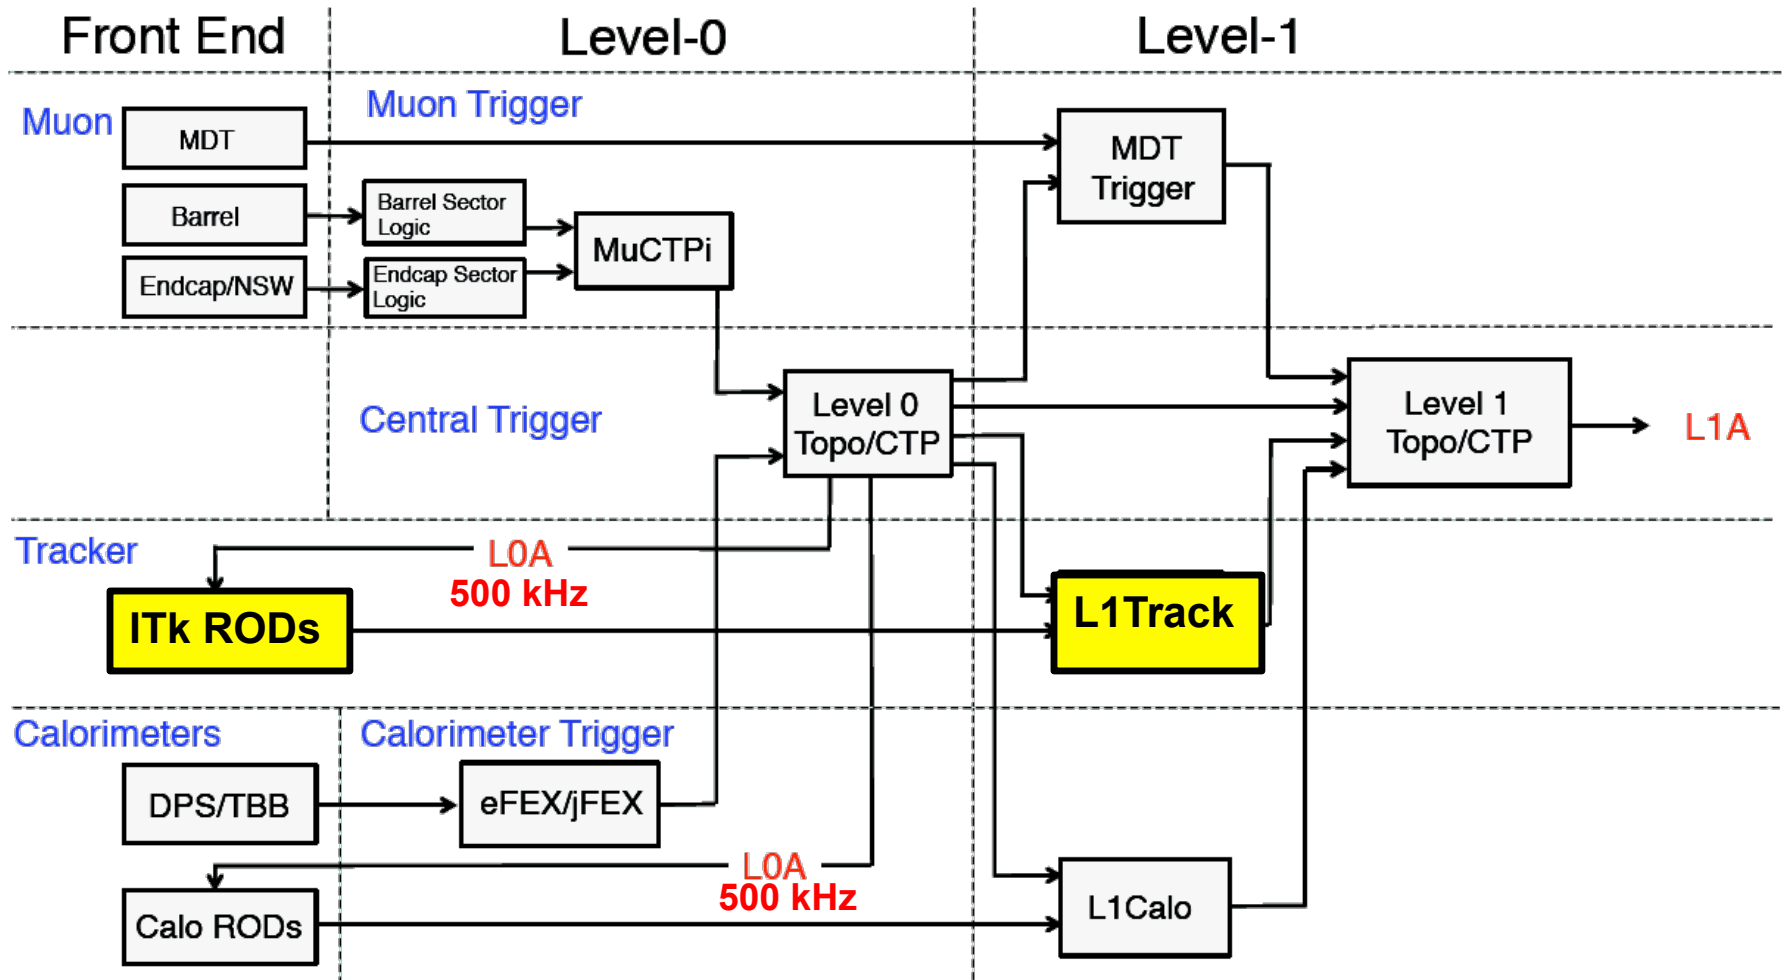 Front End
Level-0
Level-1
Muon
Muon Trigger
MDT
Barrel
Endcap/NSW
Barrel Sector
Logic
Endcap Sector
Logic
MuCTPi
MDT
Trigger
Central Trigger
Level 0
Topo/CTP
Level 1
Topo/CTP
L1A
Tracker
L0A
500 kHz
ITk RODs
L1Track
Calorimeters
Calorimeter Trigger
DPS/TBB
eFEX/jFEX
L0A
500 kHz
Calo RODs
L1Calo